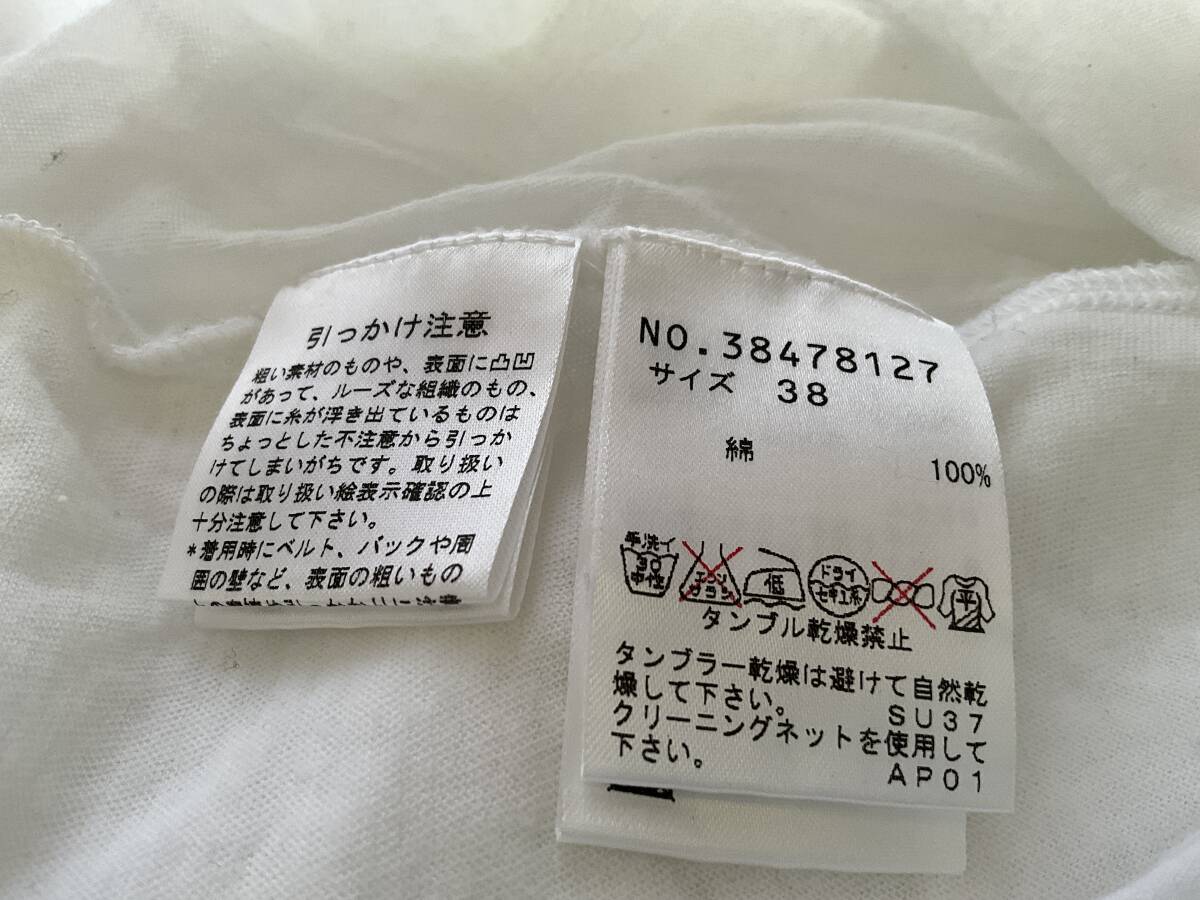 引っかけ注意
粗い素材のものや、表面に凸凹
があって、ルーズな組織のもの、
表面に糸が浮き出ているものは
ちょっとした不注意から引っか
けてしまいがちです。取り扱い
の際は取り扱い絵表示確認の上
十分注意して下さい。
*着用時にベルト、バックや周
囲の壁など、表面の粗いもの
NO.38478127
サイズ 38
綿 100%
手洗イ 30 中性
エンソ サラシ
低
ドライ セキユ系
平
タンブル乾燥禁止
タンブラー乾燥は避けて自然乾
燥して下さい。 SU37
クリーニングネットを使用して
下さい。 AP01